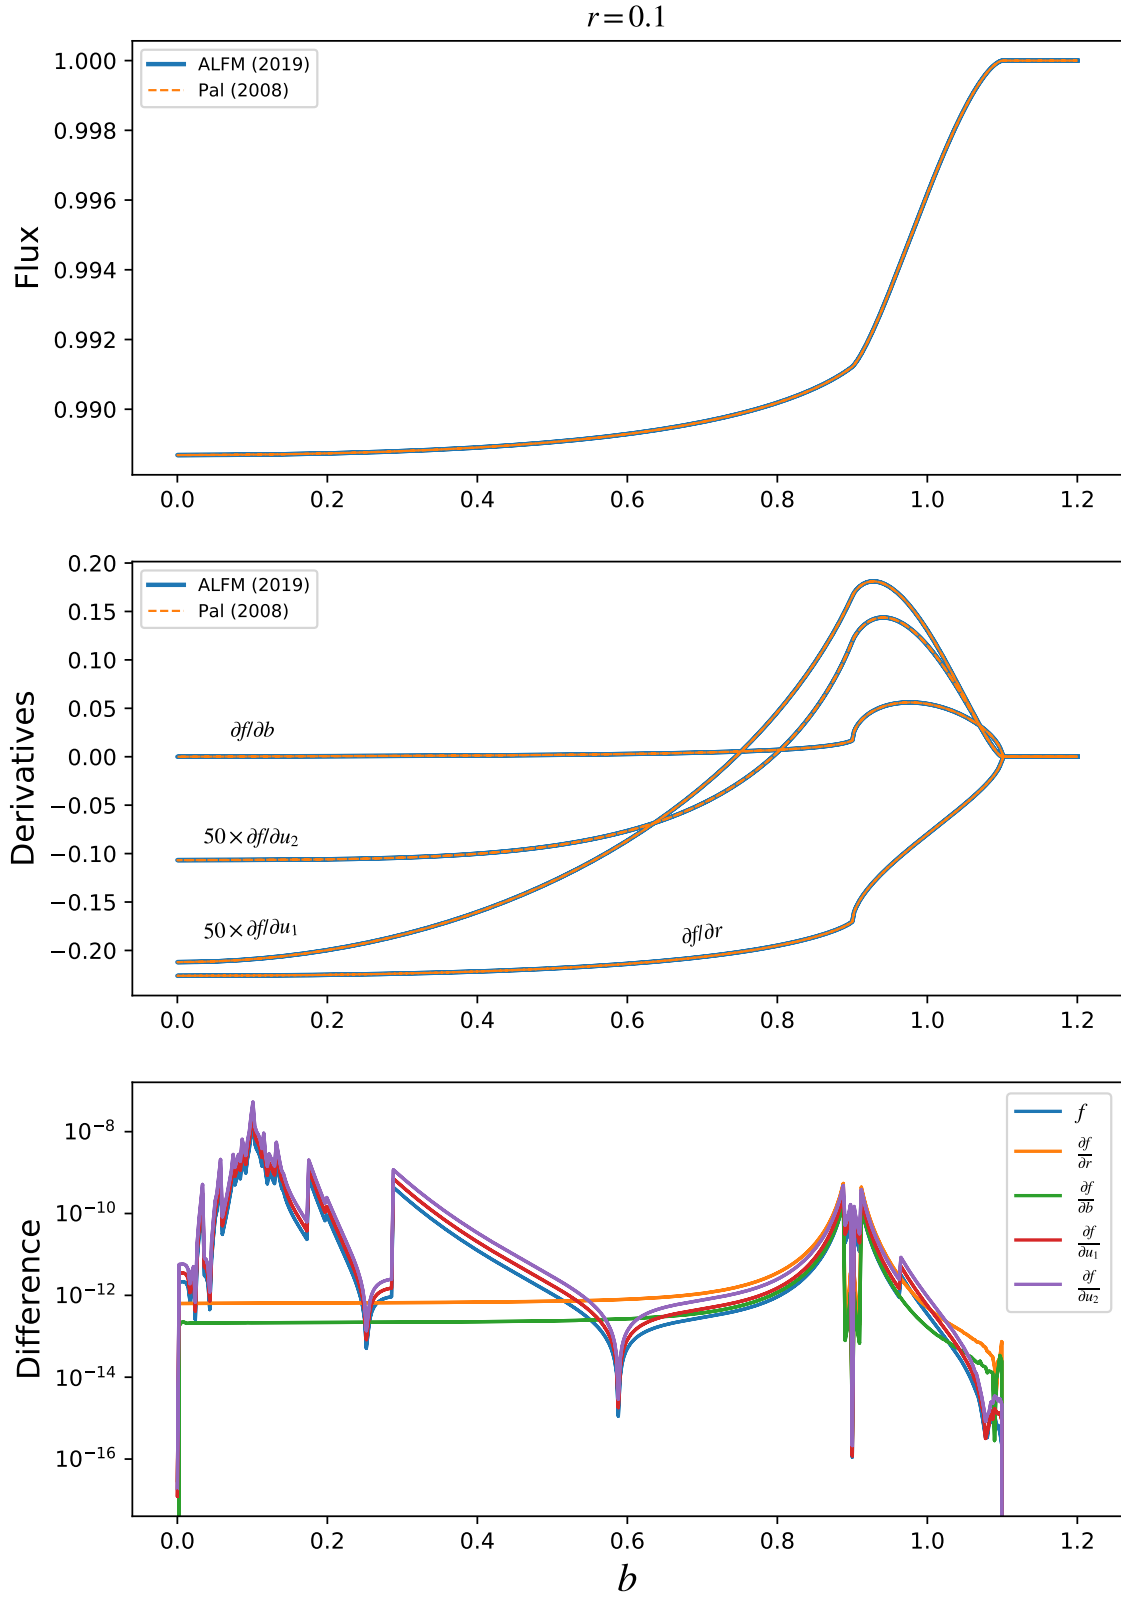 r = 0.1
1.000
0.998
0.996
0.994
0.992
0.990
Flux
ALFM (2019)
Pal (2008)
0.0 0.2 0.4 0.6 0.8 1.0 1.2
0.20
0.15
0.10
0.05
0.00
−0.05
−0.10
−0.15
−0.20
Derivatives
ALFM (2019)
Pal (2008)
∂f/∂b
50 × ∂f/∂u₂
50 × ∂f/∂u₁
∂f/∂r
0.0 0.2 0.4 0.6 0.8 1.0 1.2
10⁻⁸
10⁻¹⁰
10⁻¹²
10⁻¹⁴
10⁻¹⁶
Difference
f
∂f/∂r
∂f/∂b
∂f/∂u₁
∂f/∂u₂
0.0 0.2 0.4 0.6 0.8 1.0 1.2
b